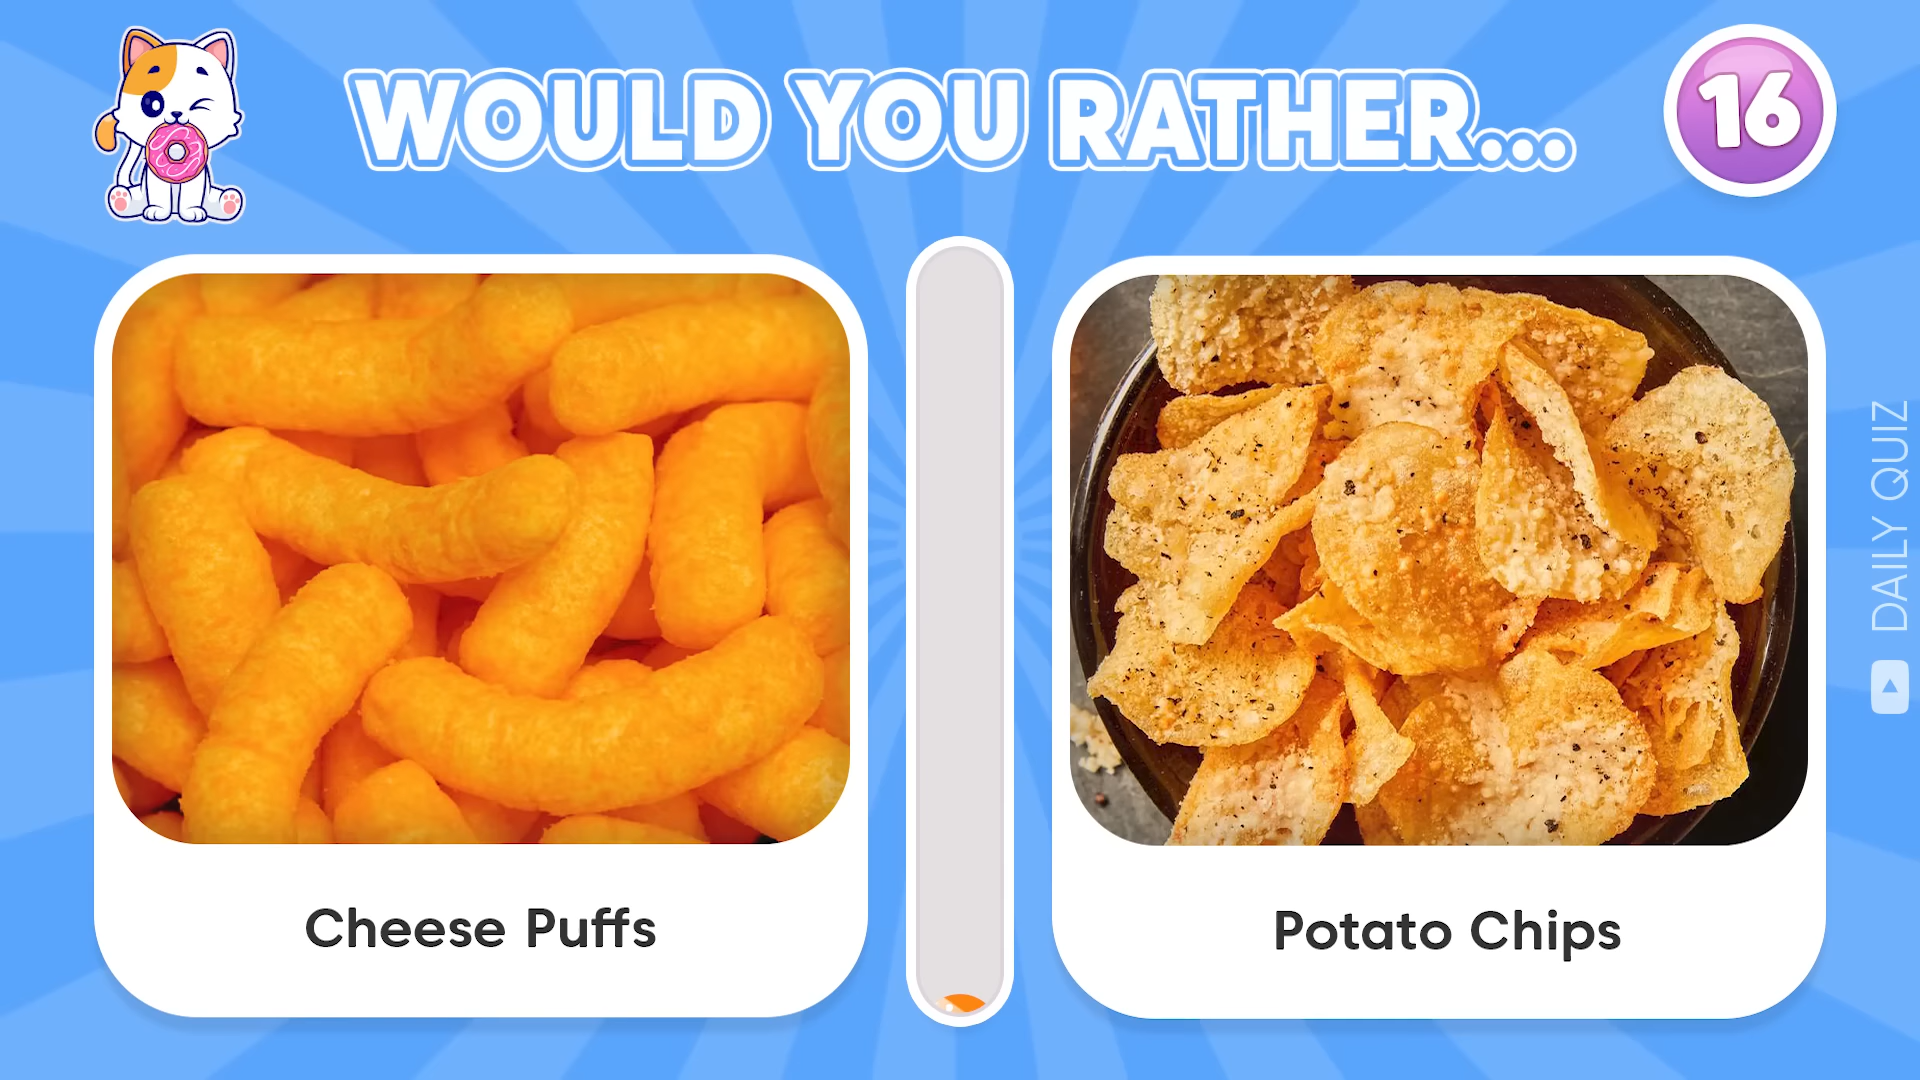 WOULD YOU RATHER...
16
Cheese Puffs
Potato Chips
DAILY QUIZ